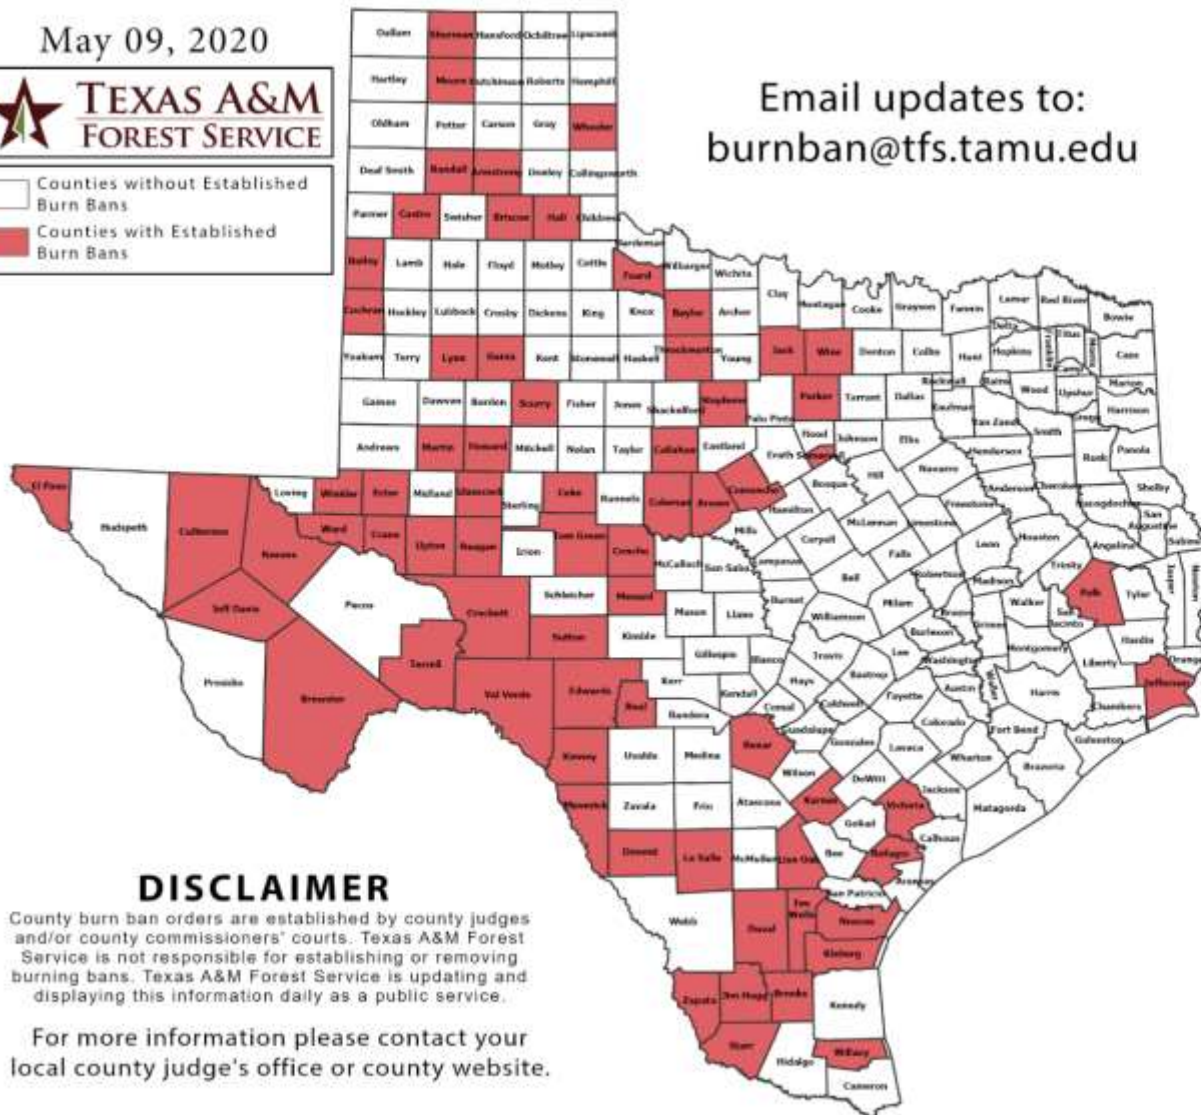 May 09, 2020
TEXAS A&M
FOREST SERVICE
Counties without Established
Burn Bans
Counties with Established
Burn Bans
Email updates to:
burnban@tfs.tamu.edu
Dallam Sherman Hansford Ochiltree Lipscomb
Hartley Moore Hutchinson Roberts Hemphill
Oldham Potter Carson Gray Wheeler
Deaf Smith Randall Armstrong Donley Collingsworth
Parmer Castro Swisher Briscoe Hall Childress
Hardeman
Bailey Lamb Hale Floyd Motley Cottle Foard Wilbarger Wichita
Clay Montague Cooke Grayson Fannin Lamar Red River Bowie
Cochran Hockley Lubbock Crosby Dickens King Knox Baylor Archer
Delta Titus
Yoakum Terry Lynn Garza Kent Stonewall Haskell Throckmorton Young Jack Wise Denton Collin Hunt Hopkins Franklin Morris Cass
Camp
Rockwall Rains Wood Upshur Marion
Gaines Dawson Borden Scurry Fisher Jones Shackelford Stephens Palo Pinto Parker Tarrant Dallas Kaufman Van Zandt Gregg Harrison
Andrews Martin Howard Mitchell Nolan Taylor Callahan Eastland Erath Hood Somervell Johnson Ellis Henderson Smith Rusk Panola
El Paso Hudspeth Culberson Reeves Loving Winkler Ector Midland Glasscock Sterling Coke Runnels Coleman Brown Comanche Hamilton Bosque Hill Navarro Freestone Anderson Cherokee Nacogdoches Shelby
San Augustine Sabine
Ward Crane Upton Reagan Irion Tom Green Concho McCulloch San Saba Mills Lampasas Coryell McLennan Limestone Falls Leon Houston Angelina
Trinity Polk Tyler Jasper Newton
Jeff Davis Pecos Crockett Schleicher Menard Mason Llano Burnet Bell Milam Robertson Madison Walker San Jacinto
Brazos Grimes
Presidio Brewster Terrell Sutton Kimble Gillespie Blanco Williamson Travis Lee Burleson Washington Montgomery Liberty Hardin Orange
Val Verde Edwards Real Kerr Kendall Bandera Hays Comal Caldwell Bastrop Fayette Austin Waller Harris Chambers Jefferson
Guadalupe Gonzales Lavaca Colorado Fort Bend Galveston
Kinney Uvalde Medina Bexar Wilson DeWitt Wharton Brazoria
Maverick Zavala Frio Atascosa Karnes Victoria Jackson Matagorda
Goliad Calhoun
Dimmit La Salle McMullen Live Oak Bee Refugio
Aransas
San Patricio
Webb Duval Jim Wells Nueces
Kleberg
Zapata Jim Hogg Brooks Kenedy
Starr Hidalgo Willacy
Cameron
DISCLAIMER
County burn ban orders are established by county judges
and/or county commissioners' courts. Texas A&M Forest
Service is not responsible for establishing or removing
burning bans. Texas A&M Forest Service is updating and
displaying this information daily as a public service.
For more information please contact your
local county judge's office or county website.